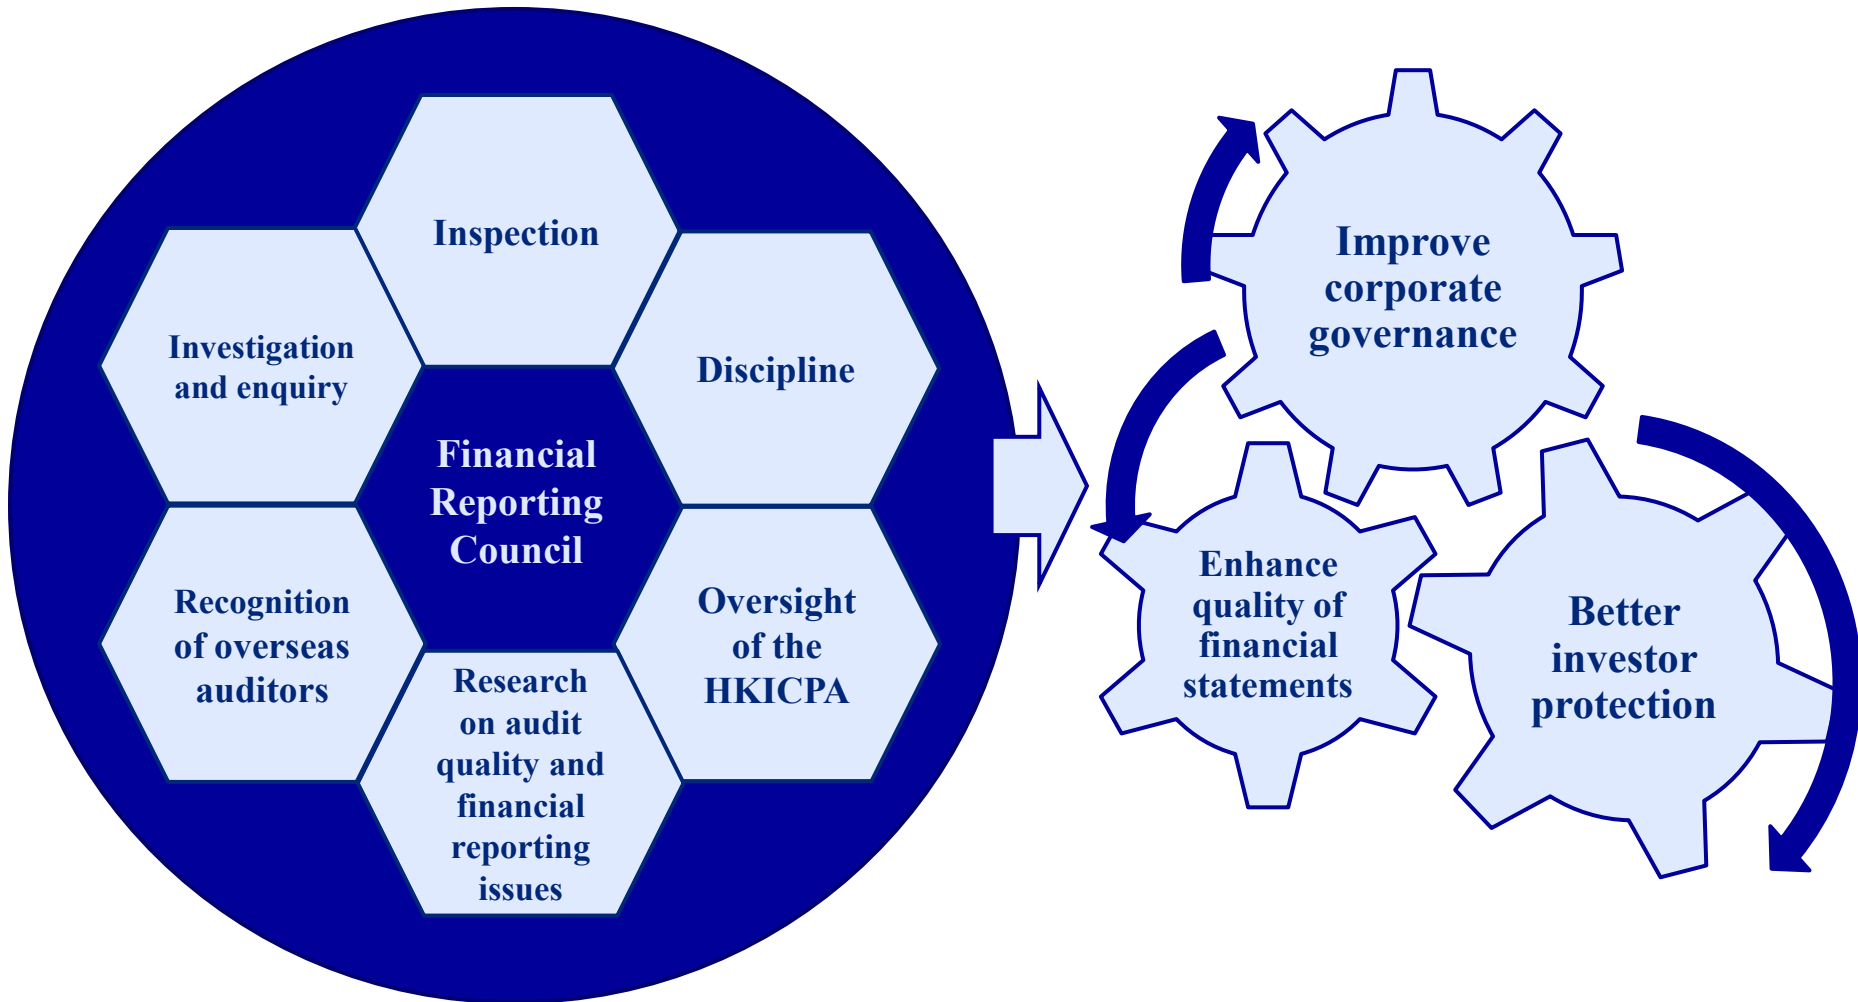 Inspection
Investigation
and enquiry
Discipline
Financial
Reporting
Council
Recognition
of overseas
auditors
Oversight
of the
HKICPA
Research
on audit
quality and
financial
reporting
issues
Improve
corporate
governance
Enhance
quality of
financial
statements
Better
investor
protection